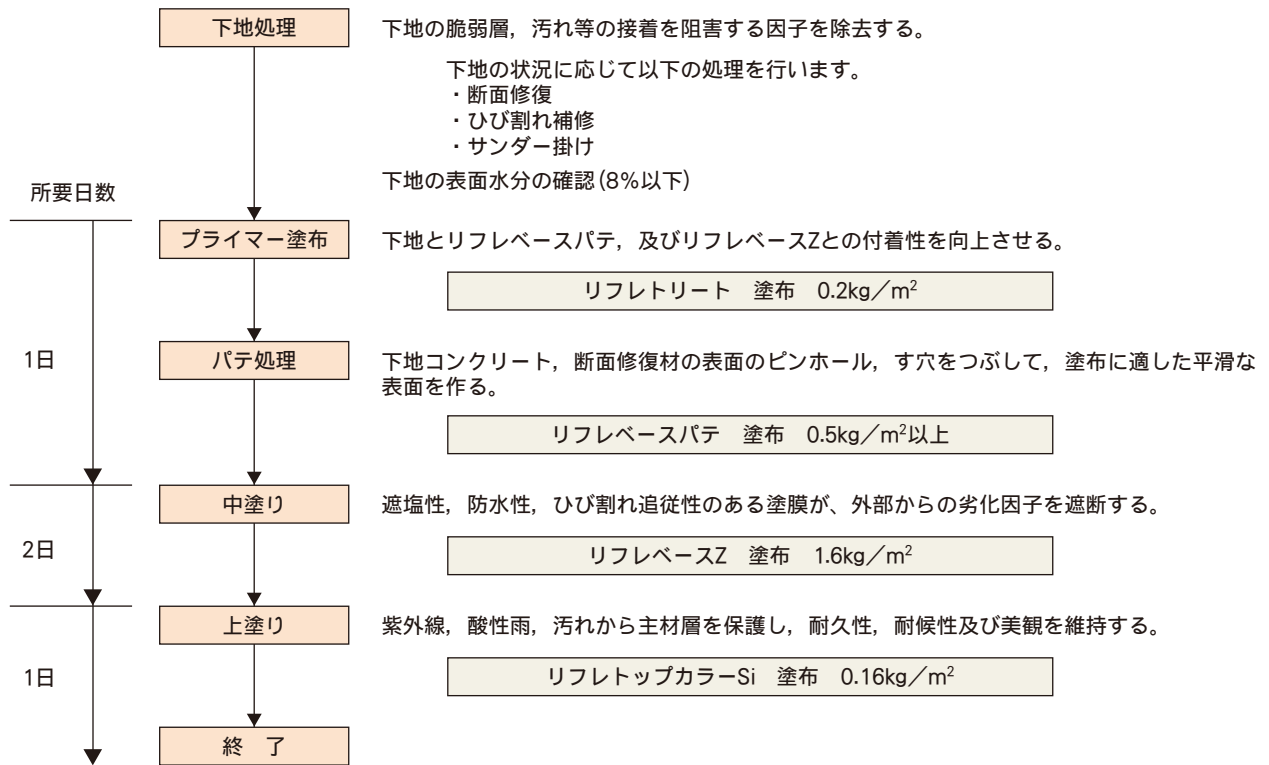 下地処理
下地の脆弱層，汚れ等の接着を阻害する因子を除去する。
下地の状況に応じて以下の処理を行います。
・断面修復
・ひび割れ補修
・サンダー掛け
下地の表面水分の確認(8%以下)
所要日数
プライマー塗布
下地とリフレベースパテ，及びリフレベースZとの付着性を向上させる。
リフレトリート　塗布　0.2kg／m²
1日
パテ処理
下地コンクリート，断面修復材の表面のピンホール，す穴をつぶして，塗布に適した平滑な
表面を作る。
リフレベースパテ　塗布　0.5kg／m²以上
中塗り
遮塩性，防水性，ひび割れ追従性のある塗膜が、外部からの劣化因子を遮断する。
2日
リフレベースZ　塗布　1.6kg／m²
上塗り
紫外線，酸性雨，汚れから主材層を保護し，耐久性，耐候性及び美観を維持する。
1日
リフレトップカラーSi　塗布　0.16kg／m²
終　了